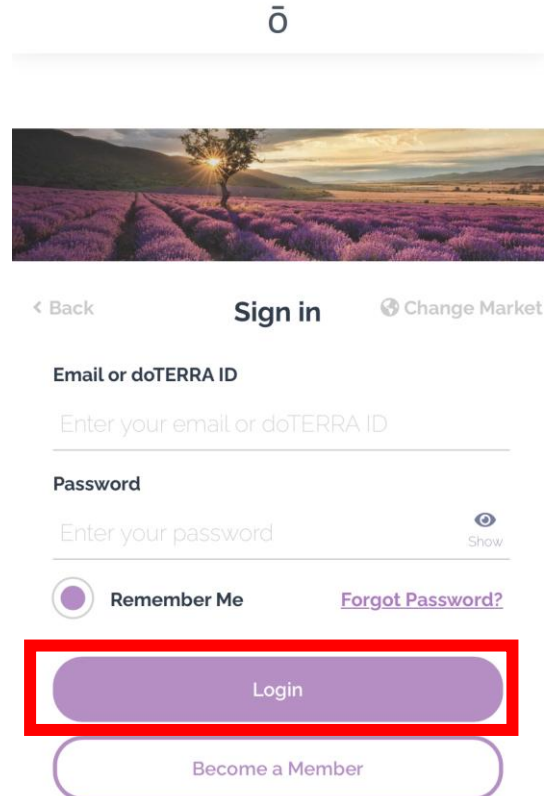 ō
Back
Sign in
Change Market
Email or doTERRA ID
Enter your email or doTERRA ID
Password
Enter your password
Show
Remember Me
Forgot Password?
Login
Become a Member